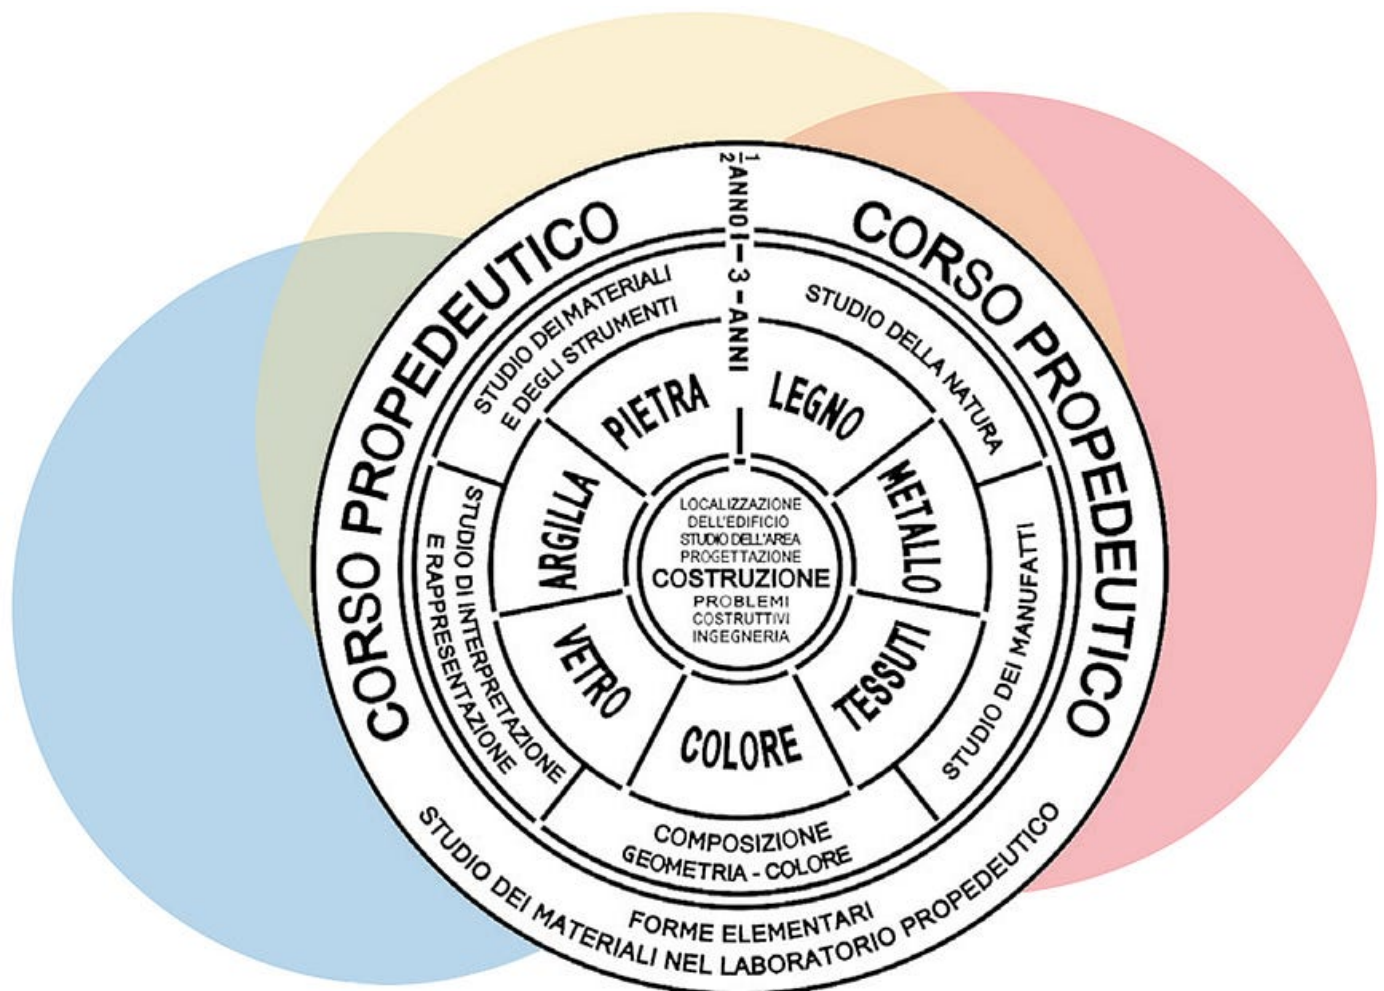 CORSO PROPEDEUTICO
CORSO PROPEDEUTICO
1
2
ANNO
3 - ANNI
STUDIO DEI MATERIALI
E DEGLI STRUMENTI
STUDIO DELLA NATURA
STUDIO DI INTERPRETAZIONE
E RAPPRESENTAZIONE
STUDIO DEI MANUFATTI
COMPOSIZIONE
GEOMETRIA - COLORE
PIETRA
LEGNO
ARGILLA
METALLO
VETRO
TESSUTI
COLORE
LOCALIZZAZIONE
DELL'EDIFICIO
STUDIO DELL'AREA
PROGETTAZIONE
COSTRUZIONE
PROBLEMI
COSTRUTTIVI
INGEGNERIA
FORME ELEMENTARI
STUDIO DEI MATERIALI NEL LABORATORIO PROPEDEUTICO